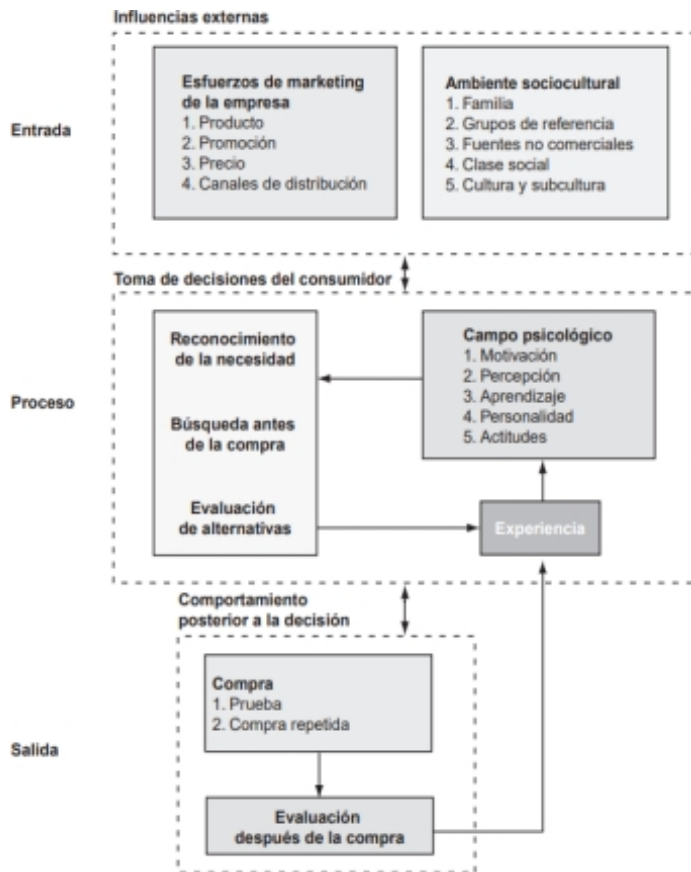 Influencias externas
Entrada
Esfuerzos de marketing
de la empresa
1. Producto
2. Promoción
3. Precio
4. Canales de distribución
Ambiente sociocultural
1. Familia
2. Grupos de referencia
3. Fuentes no comerciales
4. Clase social
5. Cultura y subcultura
Toma de decisiones del consumidor
Proceso
Reconocimiento
de la necesidad
Búsqueda antes
de la compra
Evaluación
de alternativas
Campo psicológico
1. Motivación
2. Percepción
3. Aprendizaje
4. Personalidad
5. Actitudes
Experiencia
Comportamiento
posterior a la decisión
Salida
Compra
1. Prueba
2. Compra repetida
Evaluación
después de la compra